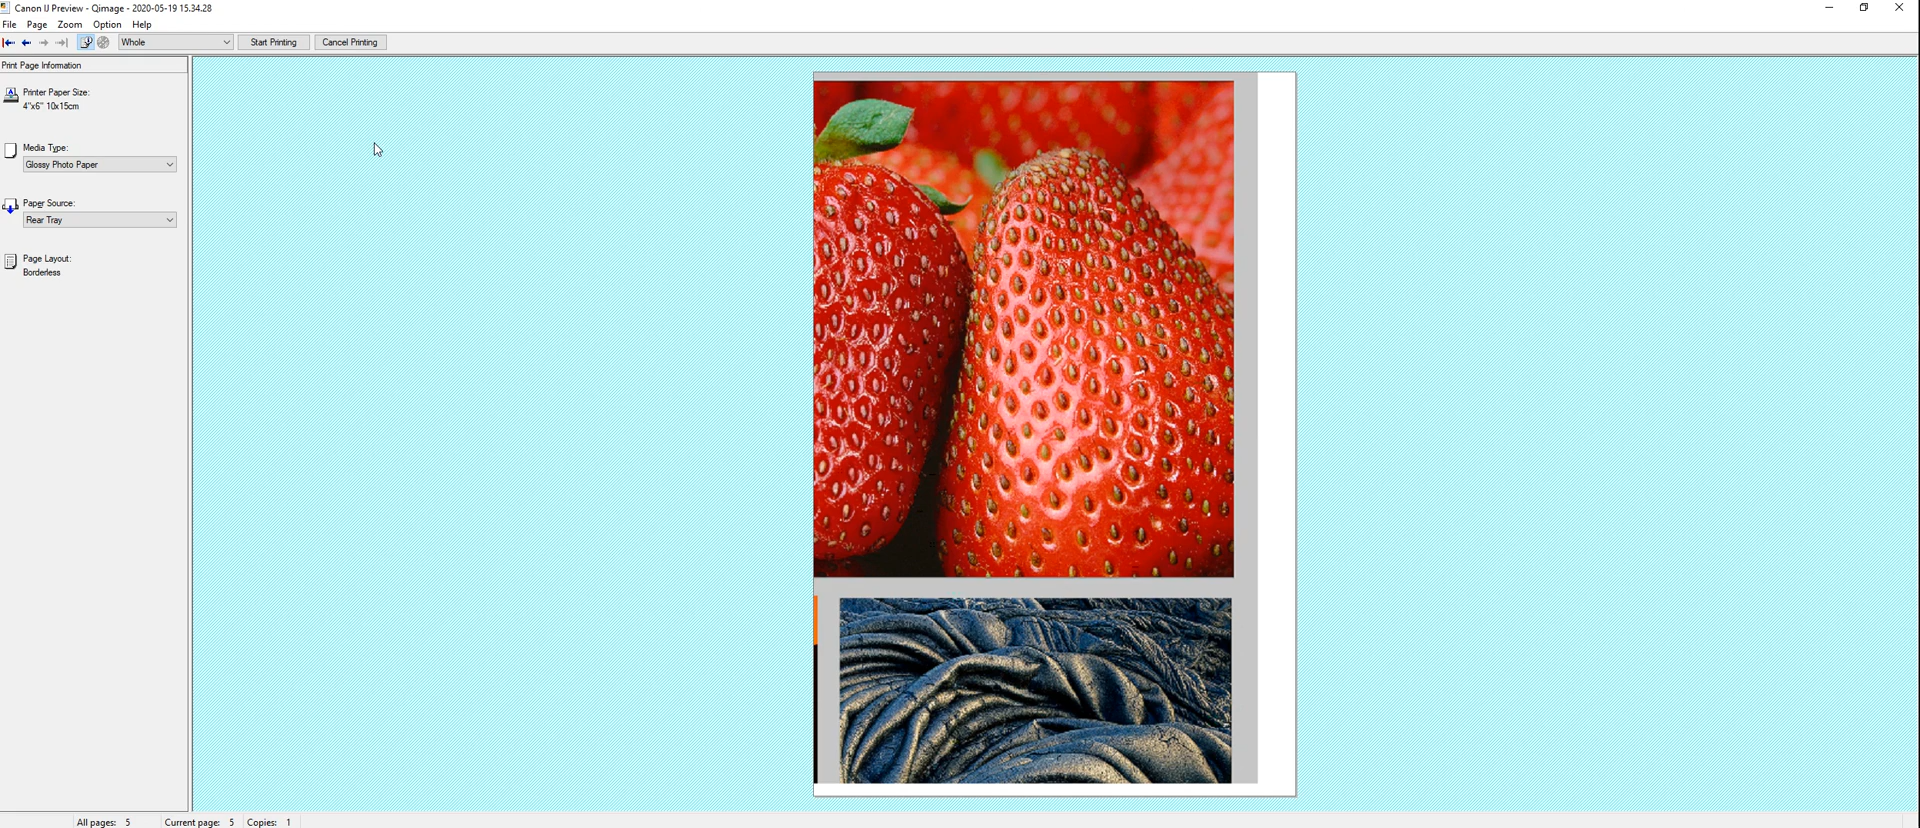 Canon IJ Preview - Qimage - 2020-05-19 15.34.28
File Page Zoom Option Help
Whole Start Printing Cancel Printing
Print Page Information
Printer Paper Size:
4"x6" 10x15cm
Media Type:
Glossy Photo Paper
Paper Source:
Rear Tray
Page Layout:
Borderless
All pages: 5 Current page: 5 Copies: 1